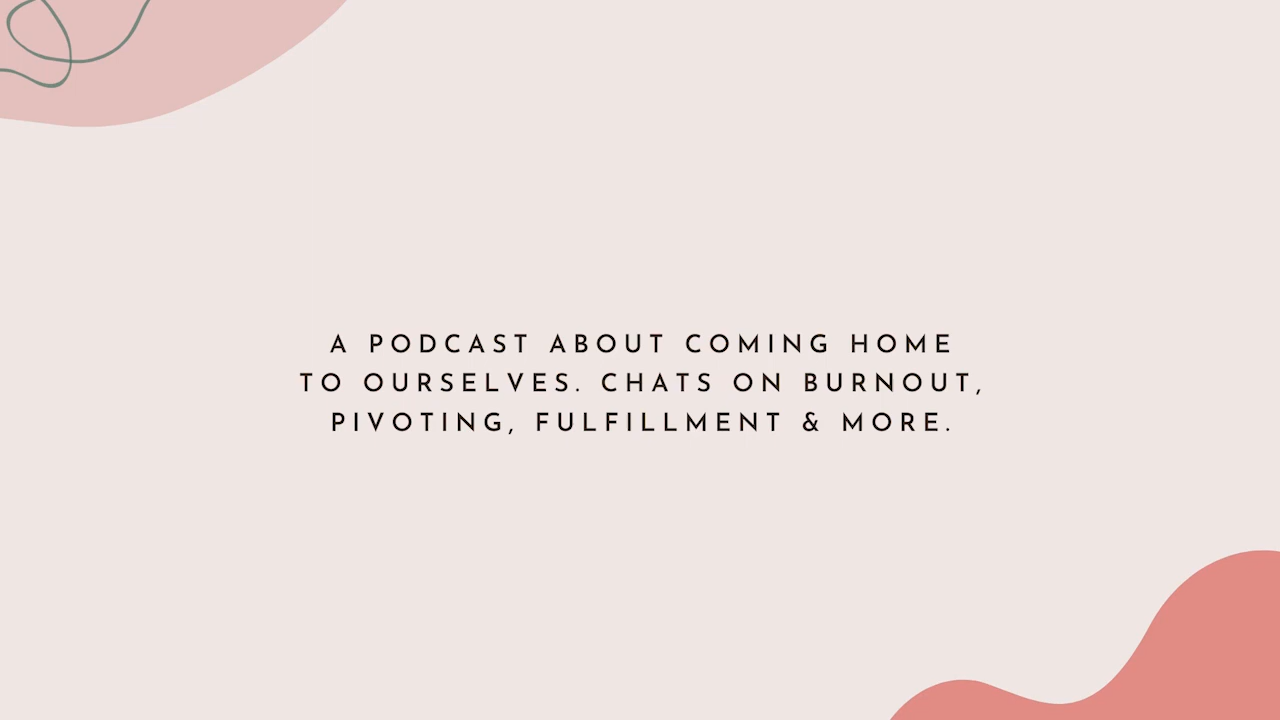 A PODCAST ABOUT COMING HOME
TO OURSELVES. CHATS ON BURNOUT,
PIVOTING, FULFILLMENT & MORE.